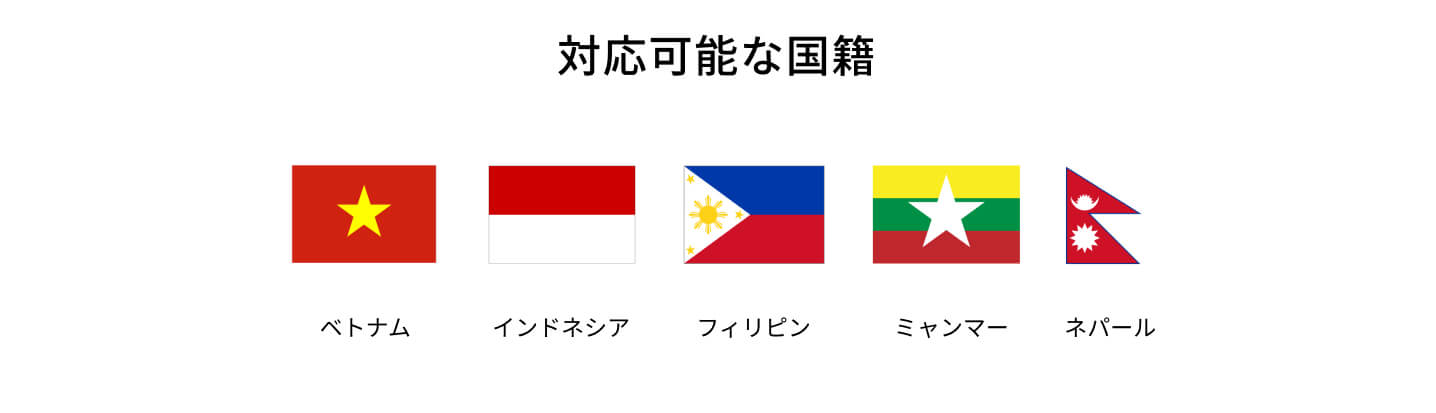 対応可能な国籍
ベトナム
インドネシア
フィリピン
ミャンマー
ネパール